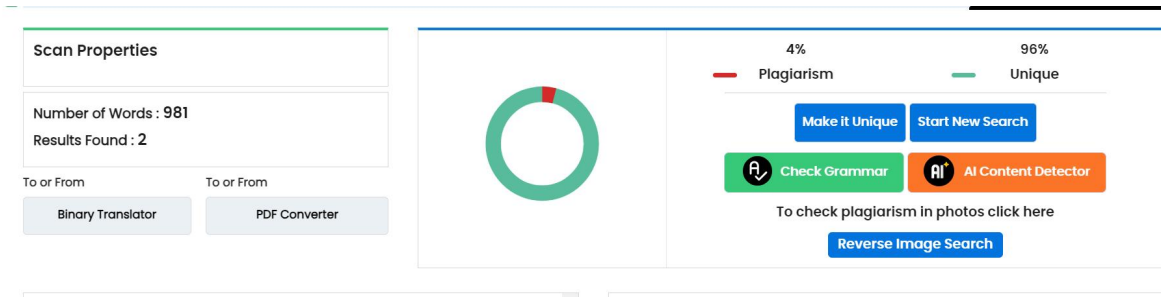 Scan Properties
Number of Words : 981
Results Found : 2
To or From
To or From
Binary Translator
PDF Converter
4%
96%
Plagiarism
Unique
Make it Unique
Start New Search
Check Grammar
AI Content Detector
To check plagiarism in photos click here
Reverse Image Search